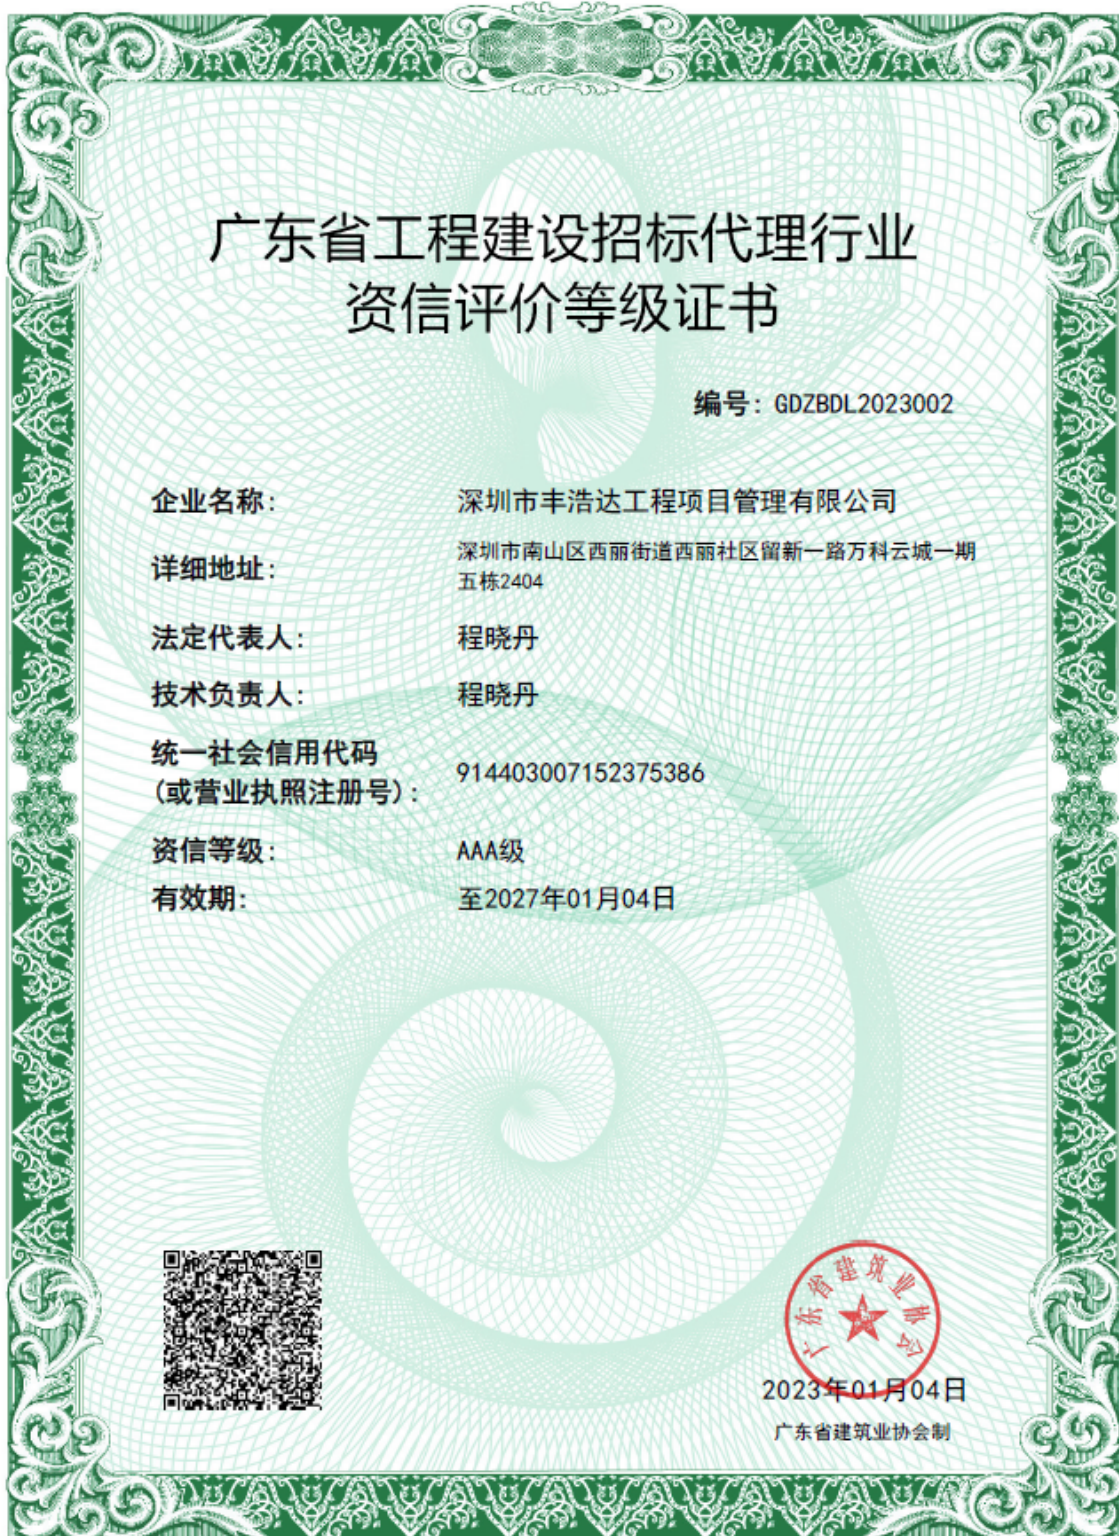 广东省工程建设招标代理行业
资信评价等级证书
编号：GDZBDL2023002
企业名称： 深圳市丰浩达工程项目管理有限公司
详细地址： 深圳市南山区西丽街道西丽社区留新一路万科云城一期
五栋2404
法定代表人： 程晓丹
技术负责人： 程晓丹
统一社会信用代码
(或营业执照注册号)： 914403007152375386
资信等级： AAA级
有效期： 至2027年01月04日
广东省建筑业协会
2023年01月04日
广东省建筑业协会制